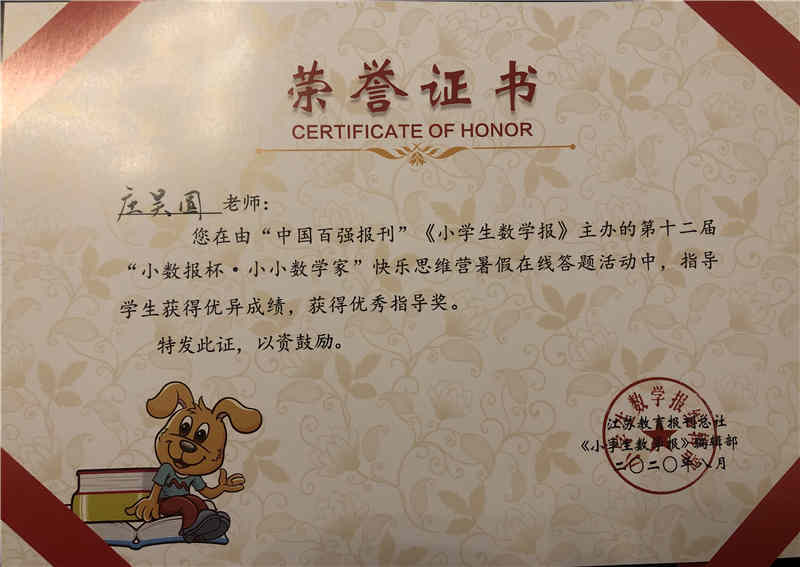 荣誉证书
CERTIFICATE OF HONOR
庄昊圆 老师：
您在由“中国百强报刊”《小学生数学报》主办的第十二届
“小数报杯·小小数学家”快乐思维营暑假在线答题活动中，指导
学生获得优异成绩，获得优秀指导奖。
特发此证，以资鼓励。
数学报
江苏教育报刊总社
《小学生数学报》编辑部
二〇二〇年八月